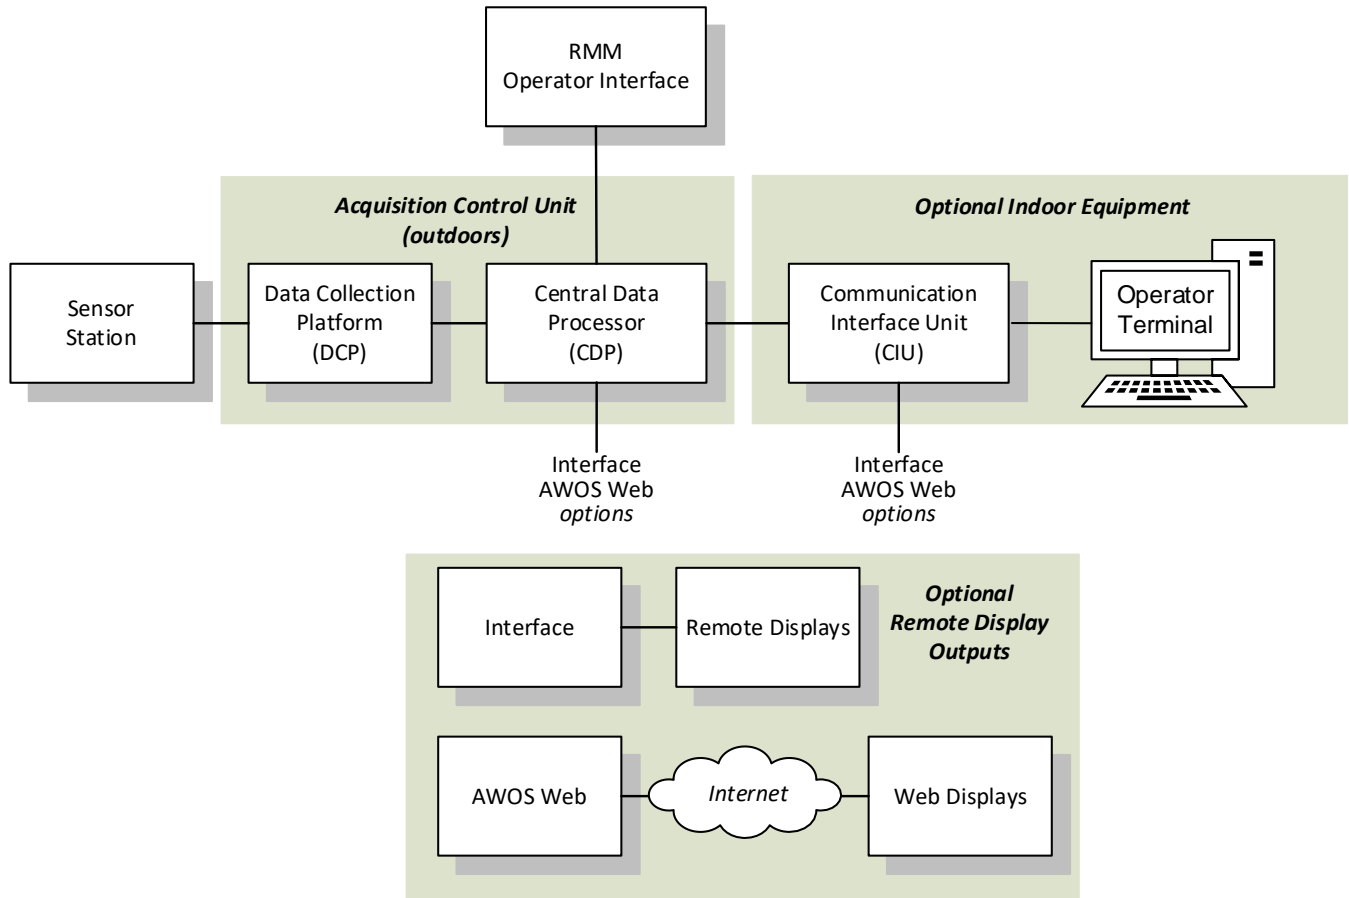 RMM
Operator Interface
Acquisition Control Unit
(outdoors)
Optional Indoor Equipment
Sensor
Station
Data Collection
Platform
(DCP)
Central Data
Processor
(CDP)
Communication
Interface Unit
(CIU)
Operator
Terminal
Interface
AWOS Web
options
Interface
AWOS Web
options
Interface
Remote Displays
Optional
Remote Display
Outputs
AWOS Web
Internet
Web Displays